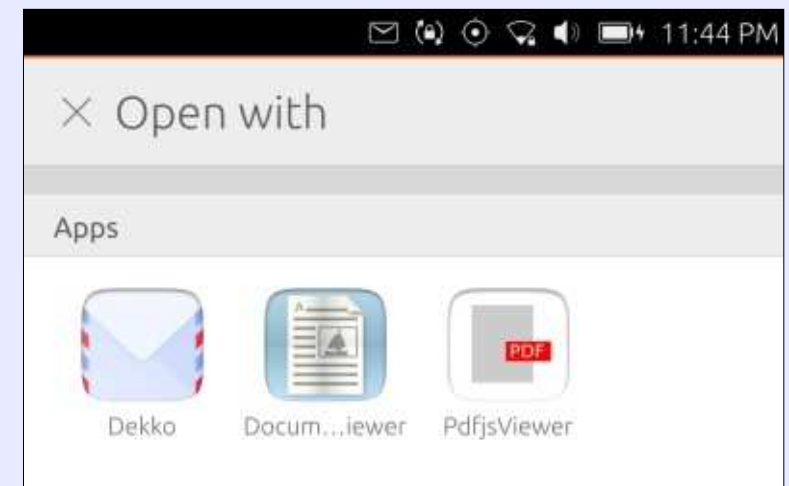 11:44 PM
Open with
Apps
PDF
Dekko
Docum...iewer
PdfjsViewer